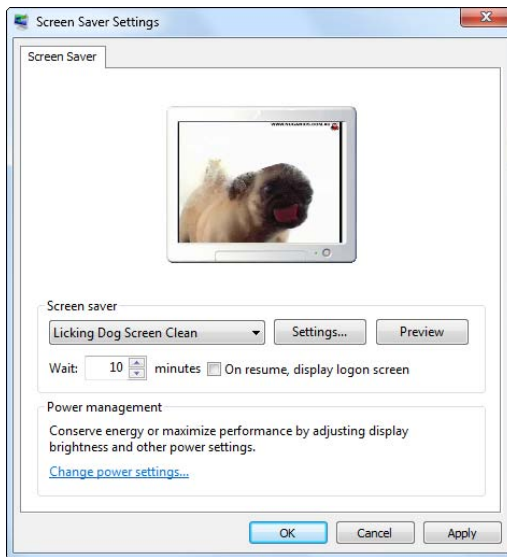 Screen Saver Settings
Screen Saver
Screen saver
Licking Dog Screen Clean
Settings...
Preview
Wait: 10 minutes On resume, display logon screen
Power management
Conserve energy or maximize performance by adjusting display
brightness and other power settings.
Change power settings...
OK
Cancel
Apply